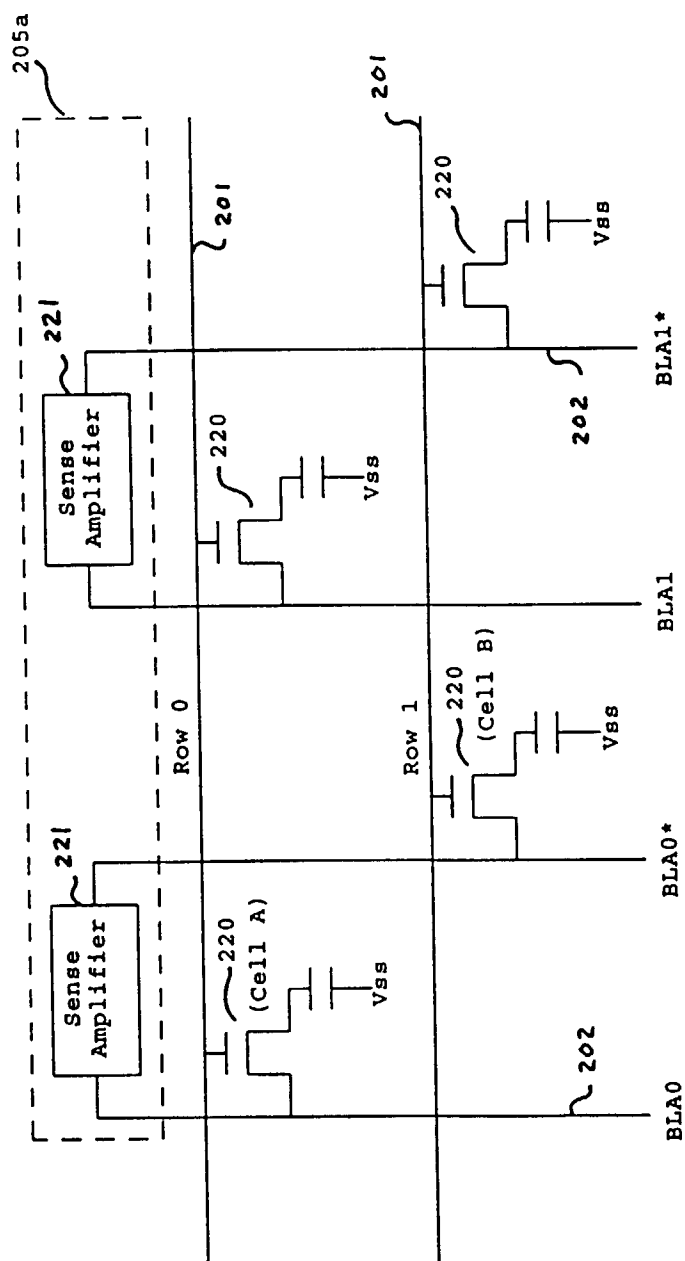 205a
Sense
Amplifier
221
Sense
Amplifier
221
Row 0
201
220
(Cell A)
Vss
220
Vss
Row 1
201
220
(Cell B)
Vss
220
Vss
202
202
BLA0
BLA0*
BLA1
BLA1*